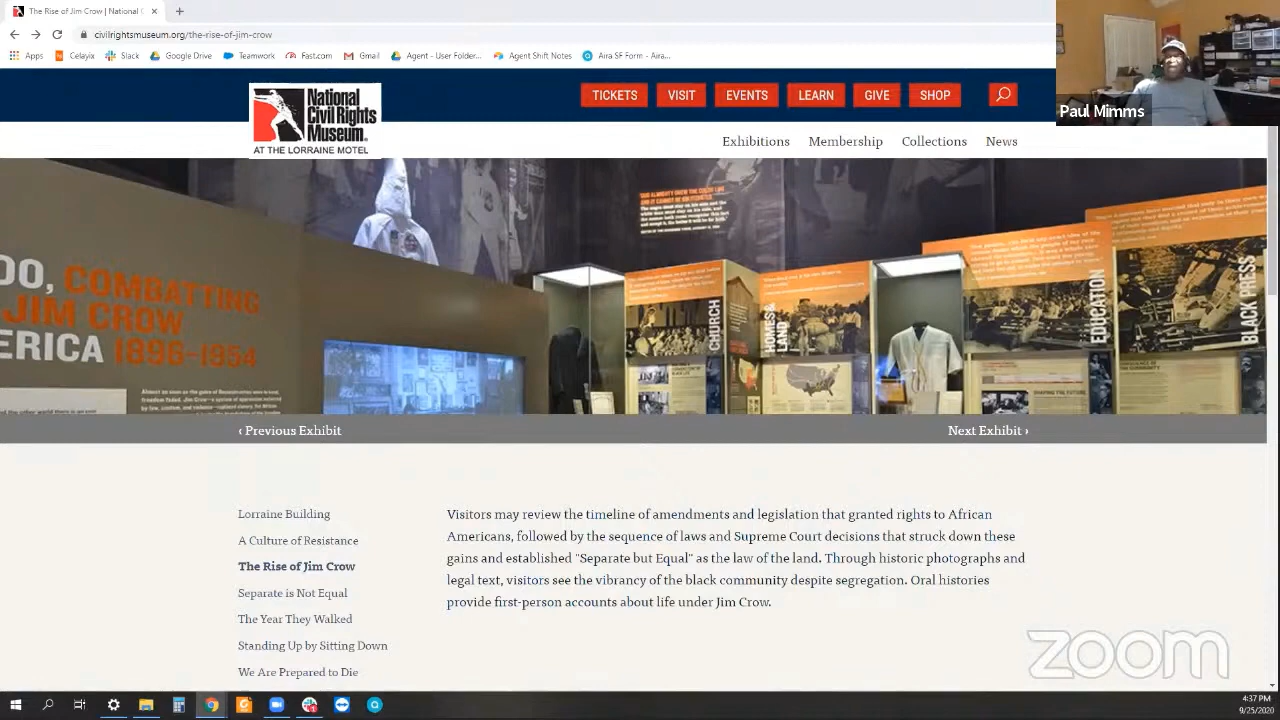 The Rise of Jim Crow | National C
civilrightsmuseum.org/the-rise-of-jim-crow
Apps
Celayix
Slack
Google Drive
Teamwork
Fast.com
Gmail
Agent - User Folder...
Agent Shift Notes
Aira SF Form - Aira...
Paul Mimms
National
Civil Rights
Museum
AT THE LORRAINE MOTEL
TICKETS
VISIT
EVENTS
LEARN
GIVE
SHOP
Exhibitions
Membership
Collections
News
DO, COMBATTING
JIM CROW
ERICA 1896-1954
CHURCH
HOMES &
LAND
EDUCATION
BLACK PRESS
‹ Previous Exhibit
Next Exhibit ›
Lorraine Building
A Culture of Resistance
The Rise of Jim Crow
Separate is Not Equal
The Year They Walked
Standing Up by Sitting Down
We Are Prepared to Die
Visitors may review the timeline of amendments and legislation that granted rights to African
Americans, followed by the sequence of laws and Supreme Court decisions that struck down these
gains and established "Separate but Equal" as the law of the land. Through historic photographs and
legal text, visitors see the vibrancy of the black community despite segregation. Oral histories
provide first-person accounts about life under Jim Crow.
zoom
4:37 PM
9/25/2020